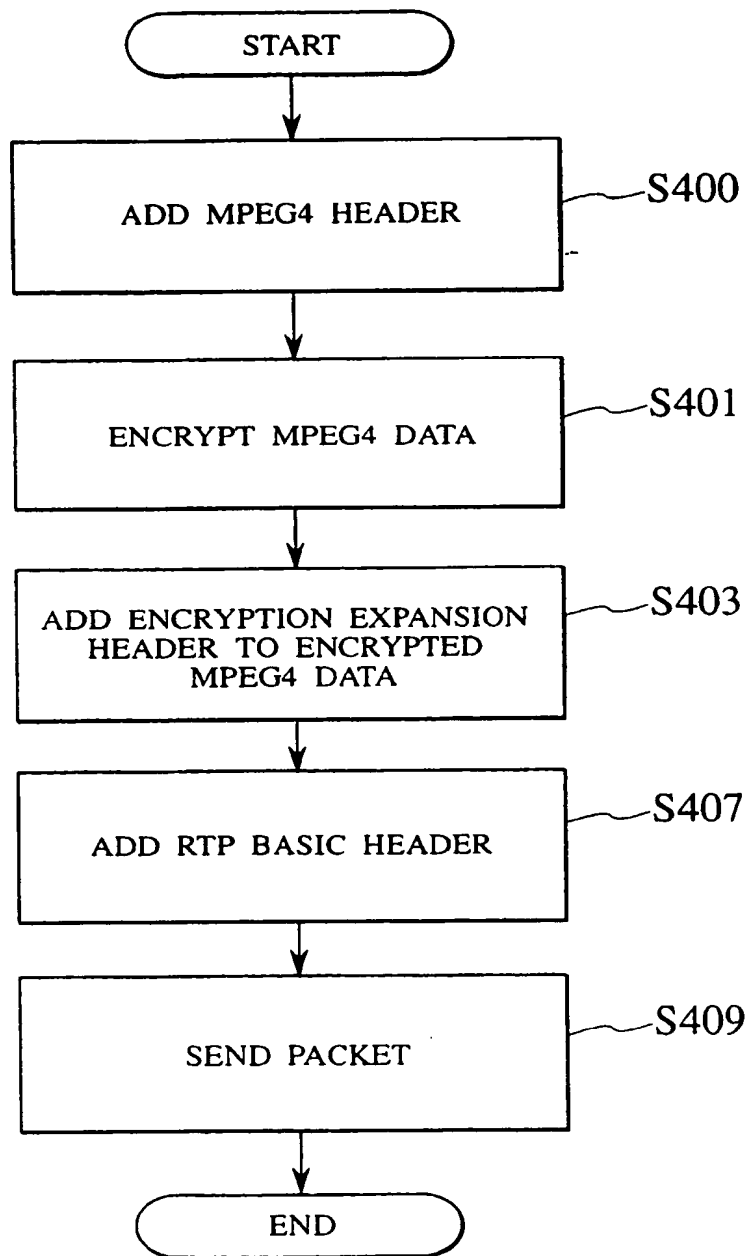 START
ADD MPEG4 HEADER
S400
ENCRYPT MPEG4 DATA
S401
ADD ENCRYPTION EXPANSION
HEADER TO ENCRYPTED
MPEG4 DATA
S403
ADD RTP BASIC HEADER
S407
SEND PACKET
S409
END